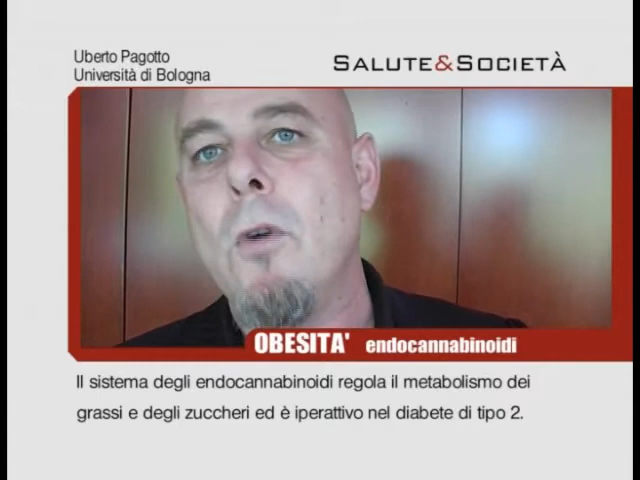 Uberto Pagotto
Università di Bologna
SALUTE&SOCIETÀ
OBESITA' endocannabinoidi
Il sistema degli endocannabinoidi regola il metabolismo dei
grassi e degli zuccheri ed è iperattivo nel diabete di tipo 2.